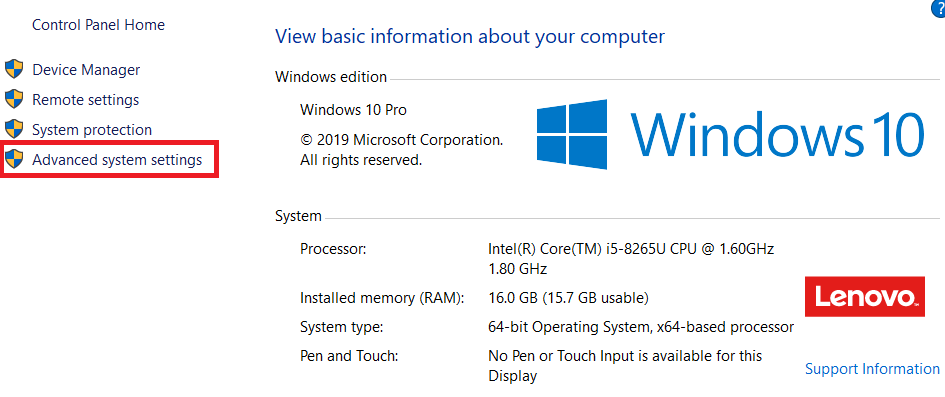 Control Panel Home
Device Manager
Remote settings
System protection
Advanced system settings
?
View basic information about your computer
Windows edition
Windows 10 Pro
© 2019 Microsoft Corporation.
All rights reserved.
Windows 10
System
Processor: Intel(R) Core(TM) i5-8265U CPU @ 1.60GHz
1.80 GHz
Installed memory (RAM): 16.0 GB (15.7 GB usable)
System type: 64-bit Operating System, x64-based processor
Pen and Touch: No Pen or Touch Input is available for this
Display
Lenovo™
Support Information